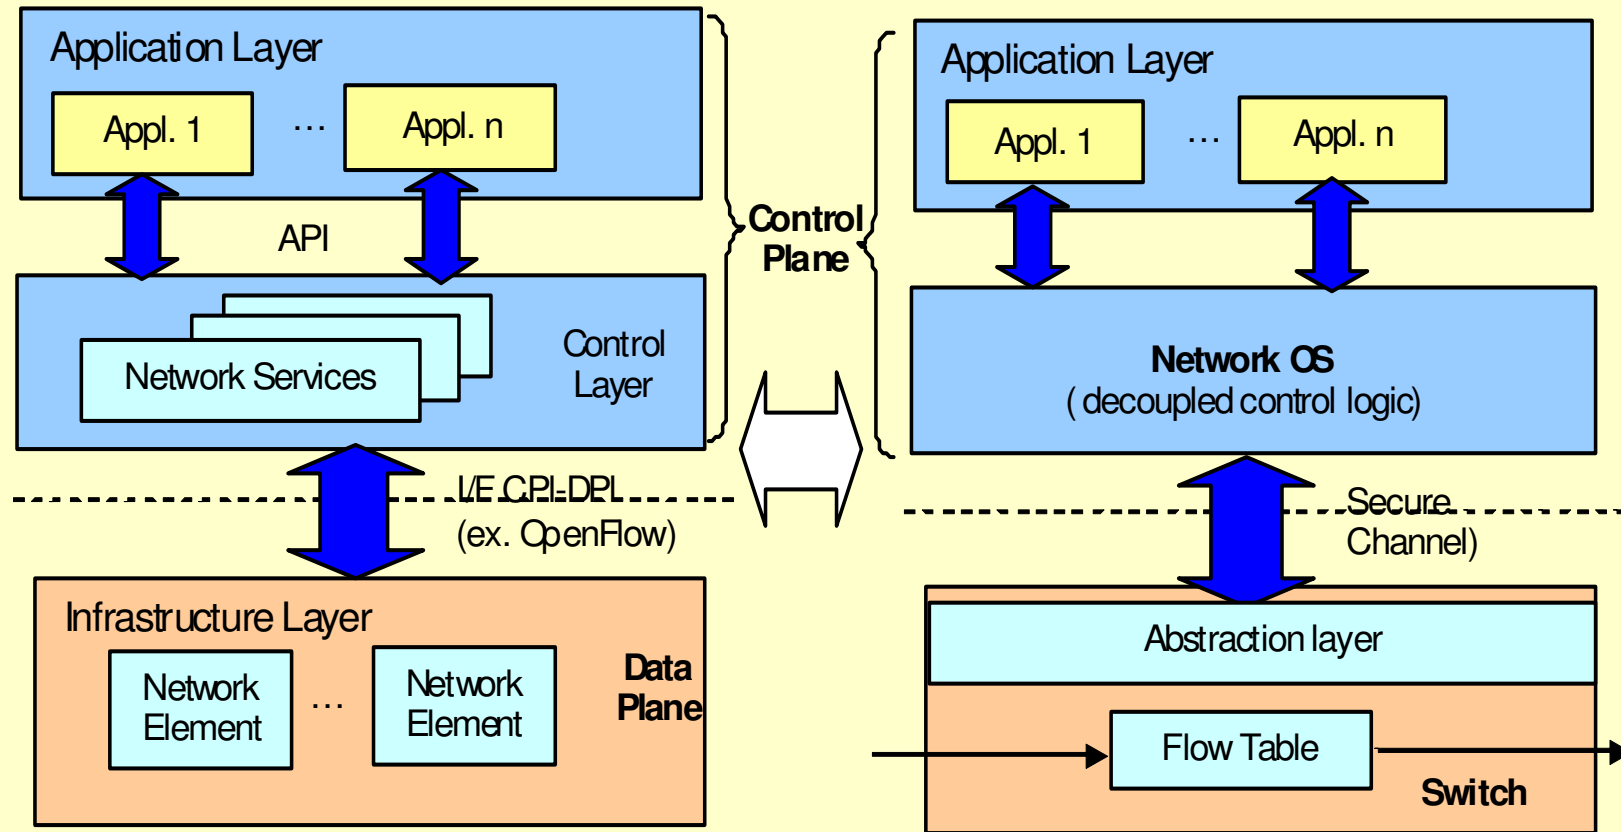 Application Layer
Appl. 1
...
Appl. n
API
Network Services
Control
Layer
I/F CPI-DPI
(ex. OpenFlow)
Infrastructure Layer
Network
Element
...
Network
Element
Data
Plane
Control
Plane
Application Layer
Appl. 1
...
Appl. n
Network OS
( decoupled control logic)
Secure
Channel)
Abstraction layer
Flow Table
Switch